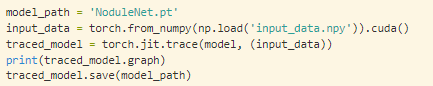 model_path = 'NoduleNet.pt'
input_data = torch.from_numpy(np.load('input_data.npy')).cuda()
traced_model = torch.jit.trace(model, (input_data))
print(traced_model.graph)
traced_model.save(model_path)